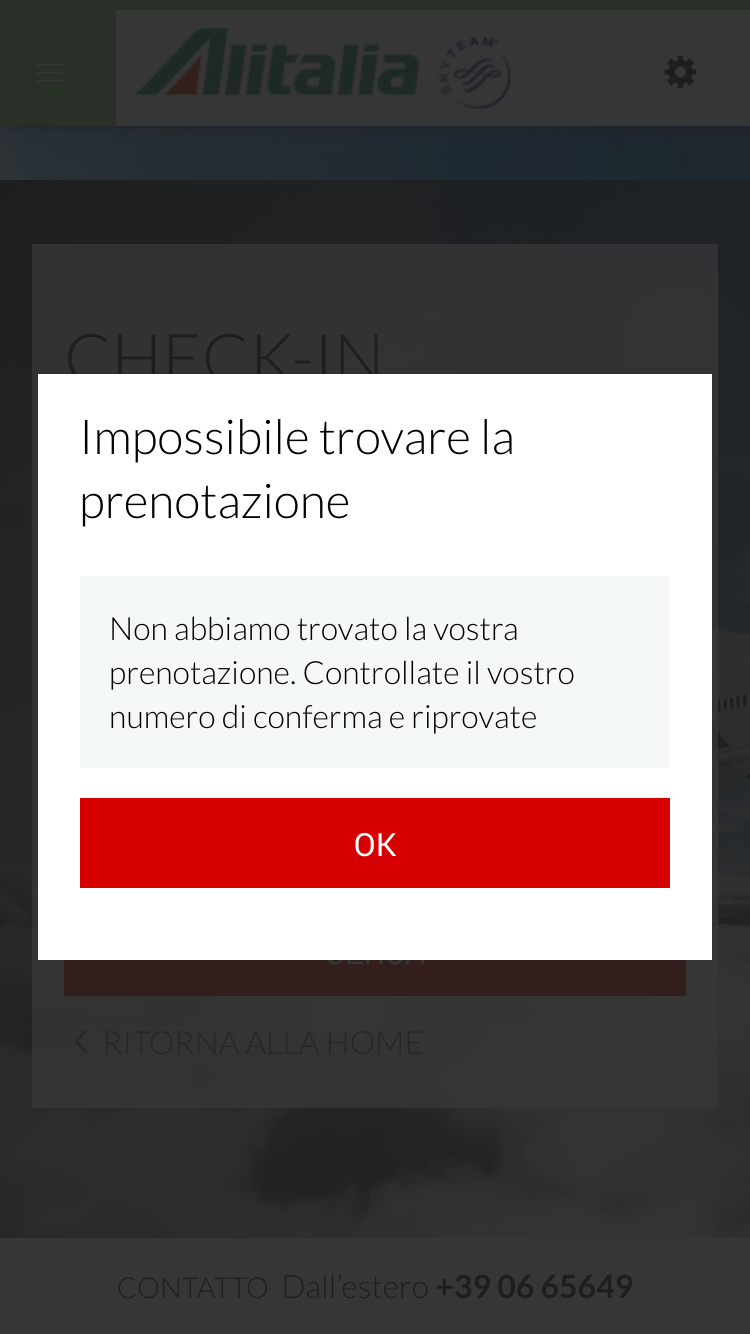 Alitalia
SKYTEAM
CHECK-IN
Impossibile trovare la
prenotazione
Non abbiamo trovato la vostra
prenotazione. Controllate il vostro
numero di conferma e riprovate
OK
RITORNA ALLA HOME
CONTATTO Dall'estero +39 06 65649